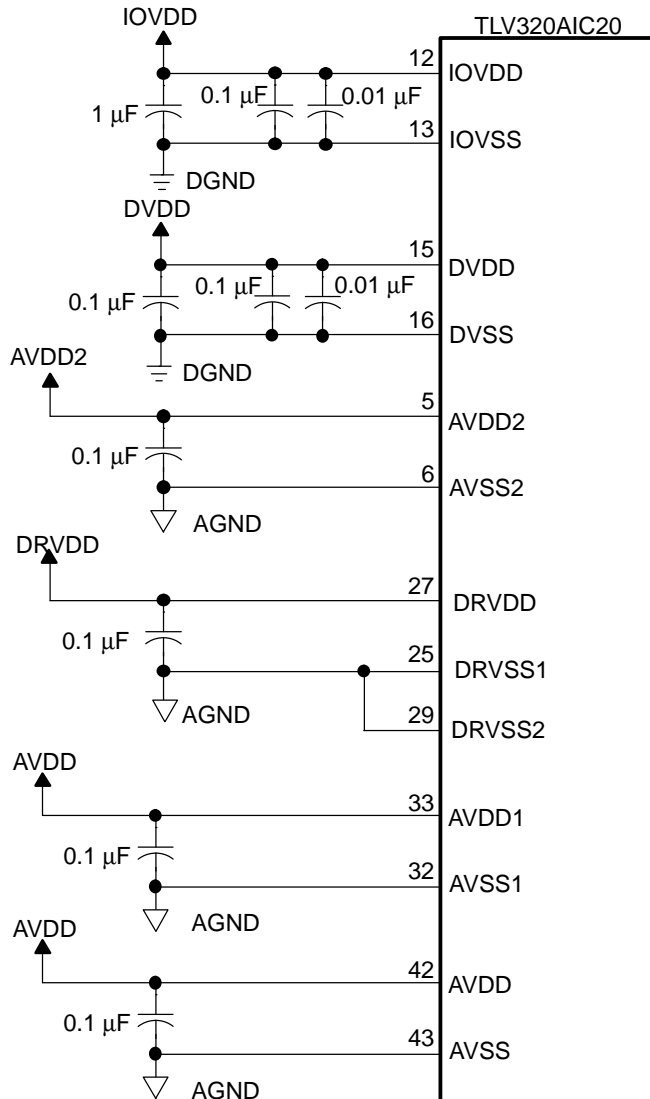 IOVDD
TLV320AIC20
12
IOVDD
0.1 μF
0.01 μF
1 μF
13
IOVSS
DGND
DVDD
15
DVDD
0.1 μF
0.01 μF
0.1 μF
16
DVSS
AVDD2
DGND
5
AVDD2
0.1 μF
6
AVSS2
AGND
DRVDD
27
DRVDD
0.1 μF
25
DRVSS1
AGND
29
DRVSS2
AVDD
33
AVDD1
0.1 μF
32
AVSS1
AGND
AVDD
42
AVDD
0.1 μF
43
AVSS
AGND